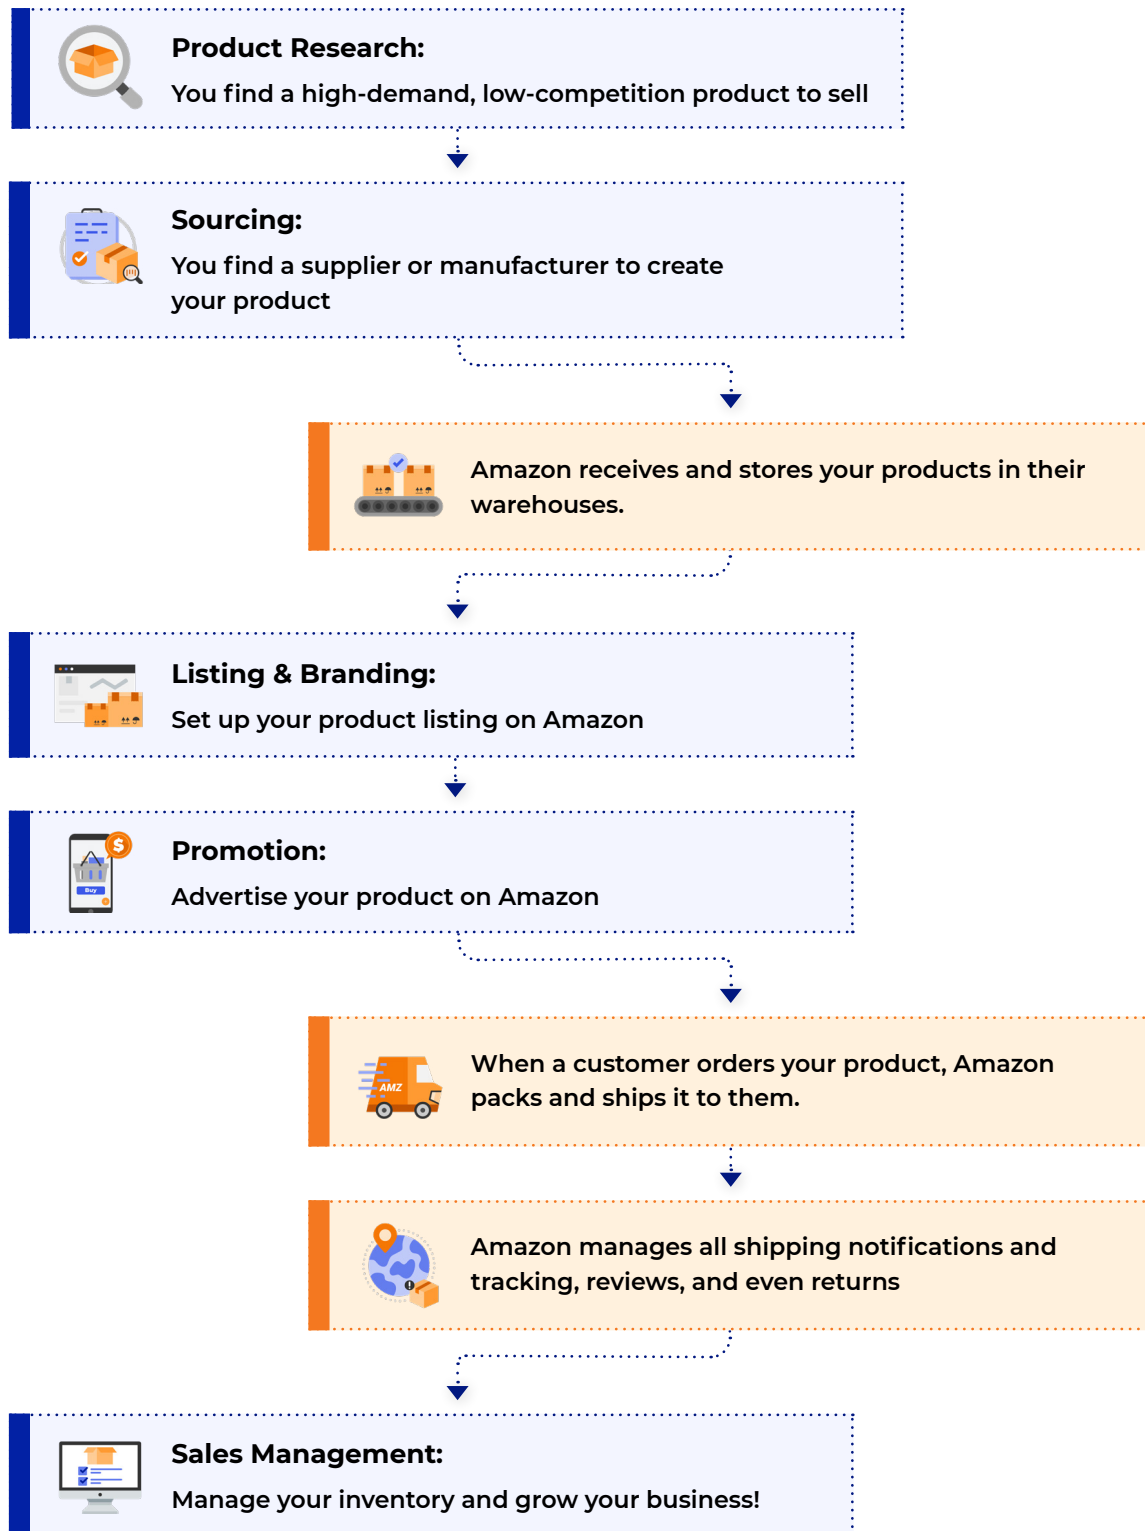 Product Research:
You find a high-demand, low-competition product to sell
Sourcing:
You find a supplier or manufacturer to create
your product
Amazon receives and stores your products in their
warehouses.
Listing & Branding:
Set up your product listing on Amazon
$
Buy
Promotion:
Advertise your product on Amazon
AMZ
When a customer orders your product, Amazon
packs and ships it to them.
Amazon manages all shipping notifications and
tracking, reviews, and even returns
Sales Management:
Manage your inventory and grow your business!